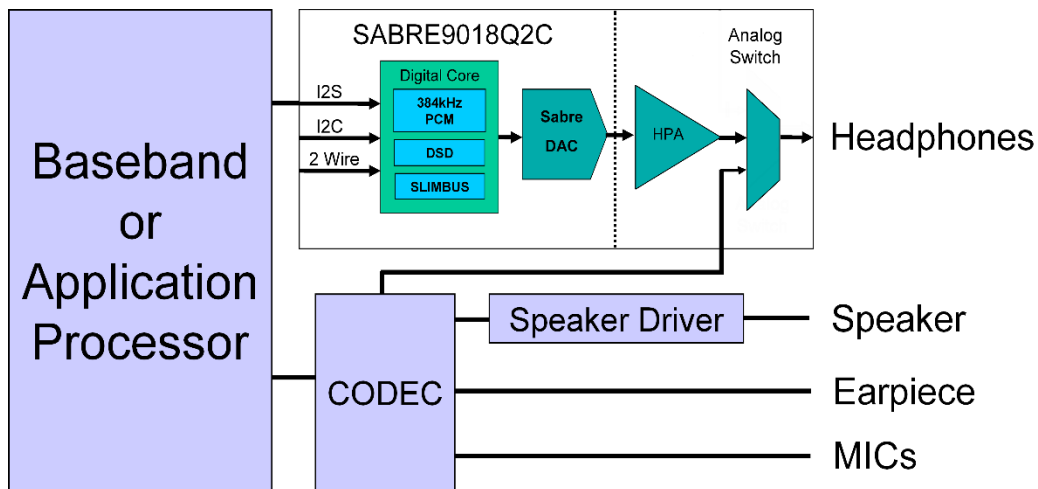 SABRE9018Q2C
Analog
Switch
Digital Core
I2S
384kHz
PCM
I2C
DSD
2 Wire
SLIMBUS
Sabre
DAC
HPA
Headphones
Baseband
or
Application
Processor
CODEC
Speaker Driver
Speaker
Earpiece
MICs